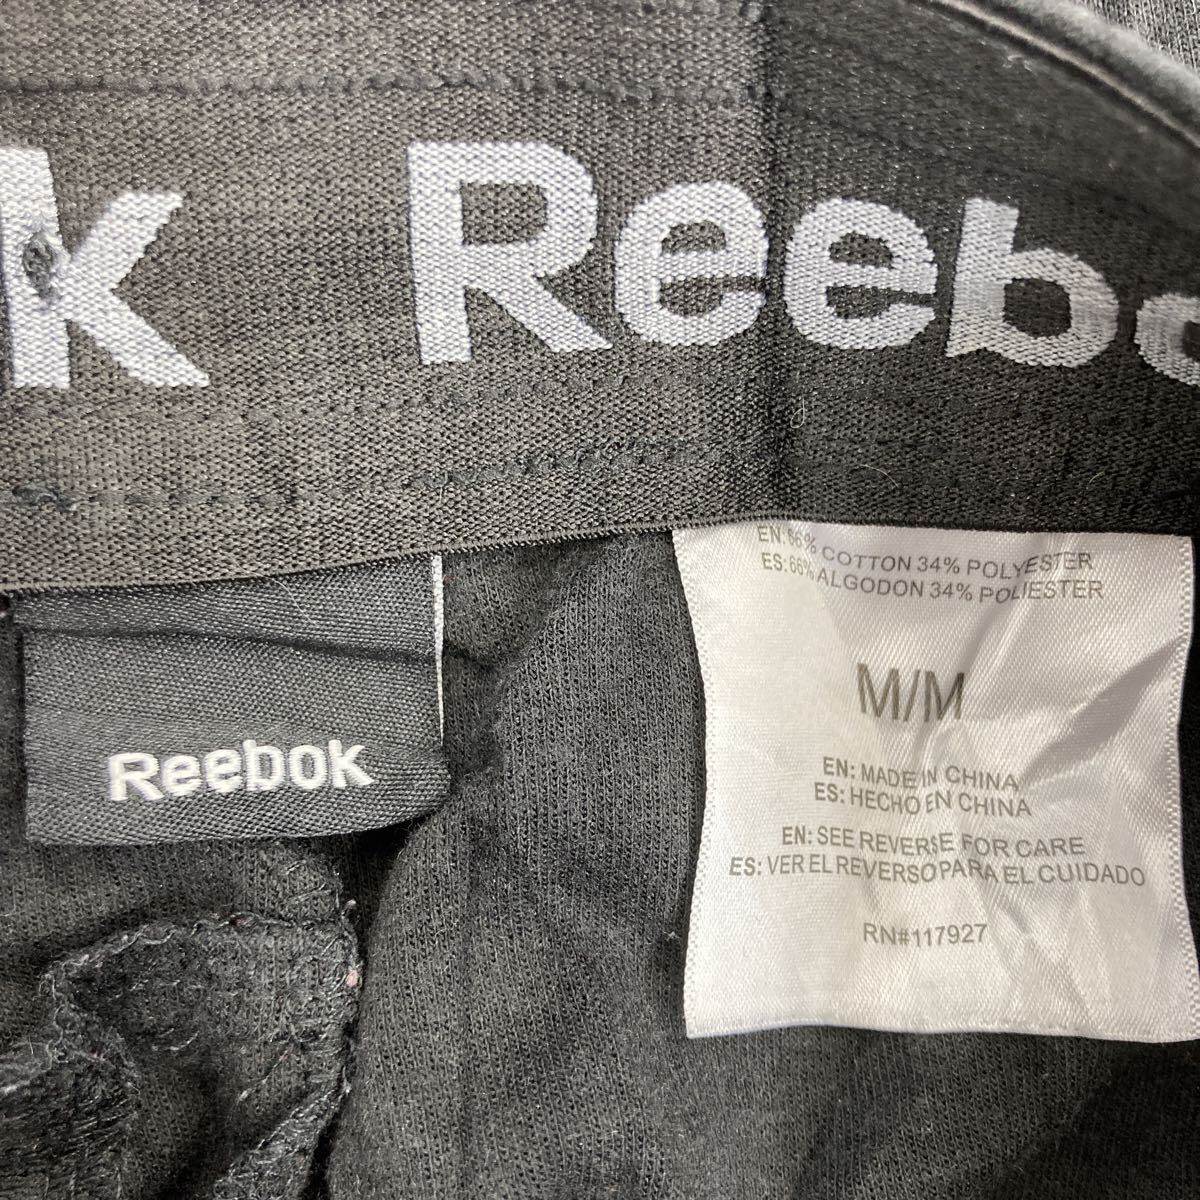 k Reebo
Reebok
EN:66% COTTON 34% POLYESTER
ES:66%ALGODON 34% POLIESTER
M/M
EN: MADE IN CHINA
ES: HECHO EN CHINA
EN: SEE REVERSE FOR CARE
ES: VER EL REVERSO PARA EL CUIDADO
RN#117927